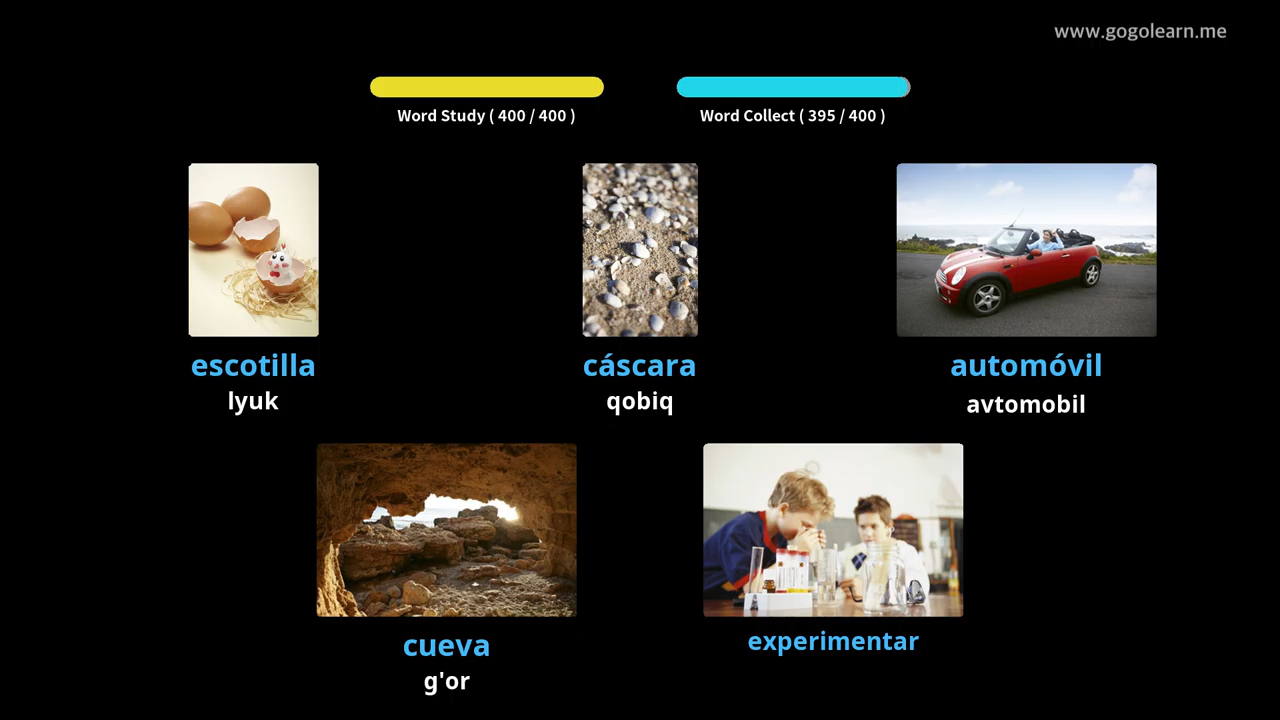 www.gogolearn.me
Word Study ( 400 / 400 )
Word Collect ( 395 / 400 )
escotilla
lyuk
cáscara
qobiq
automóvil
avtomobil
cueva
g'or
experimentar